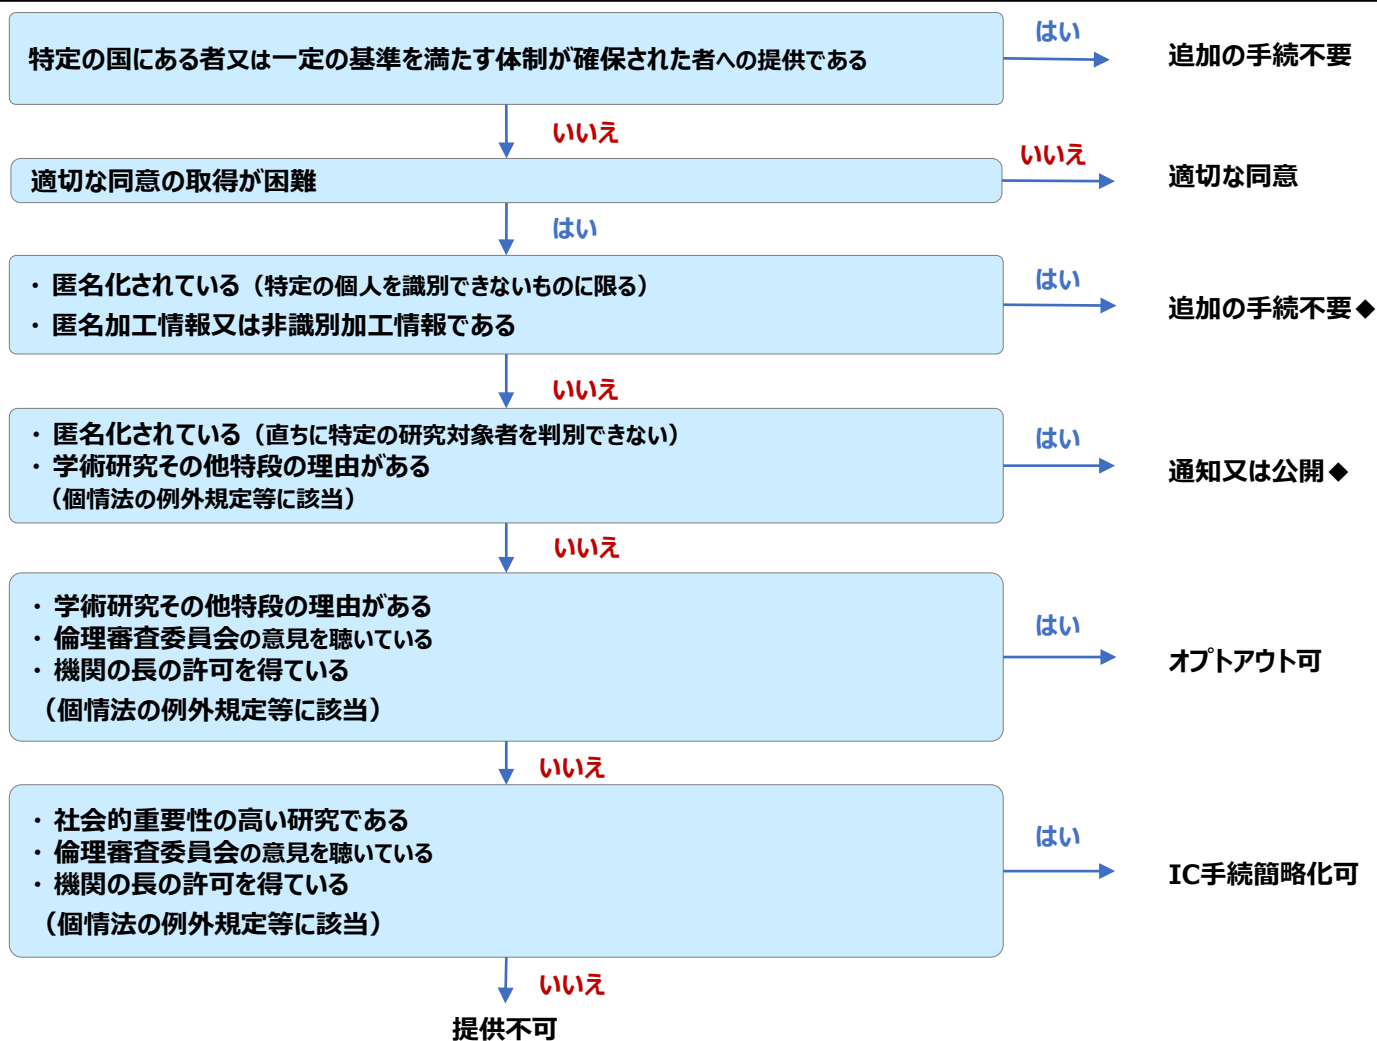 はい
特定の国にある者又は一定の基準を満たす体制が確保された者への提供である
追加の手続不要
いいえ
いいえ
適切な同意の取得が困難
適切な同意
はい
・ 匿名化されている（特定の個人を識別できないものに限る）
・ 匿名加工情報又は非識別加工情報である
はい
追加の手続不要◆
いいえ
・ 匿名化されている（直ちに特定の研究対象者を判別できない）
・ 学術研究その他特段の理由がある
（個情法の例外規定等に該当）
はい
通知又は公開◆
いいえ
・ 学術研究その他特段の理由がある
・ 倫理審査委員会の意見を聴いている
・ 機関の長の許可を得ている
（個情法の例外規定等に該当）
はい
オプトアウト可
いいえ
・ 社会的重要性の高い研究である
・ 倫理審査委員会の意見を聴いている
・ 機関の長の許可を得ている
（個情法の例外規定等に該当）
はい
IC手続簡略化可
いいえ
提供不可